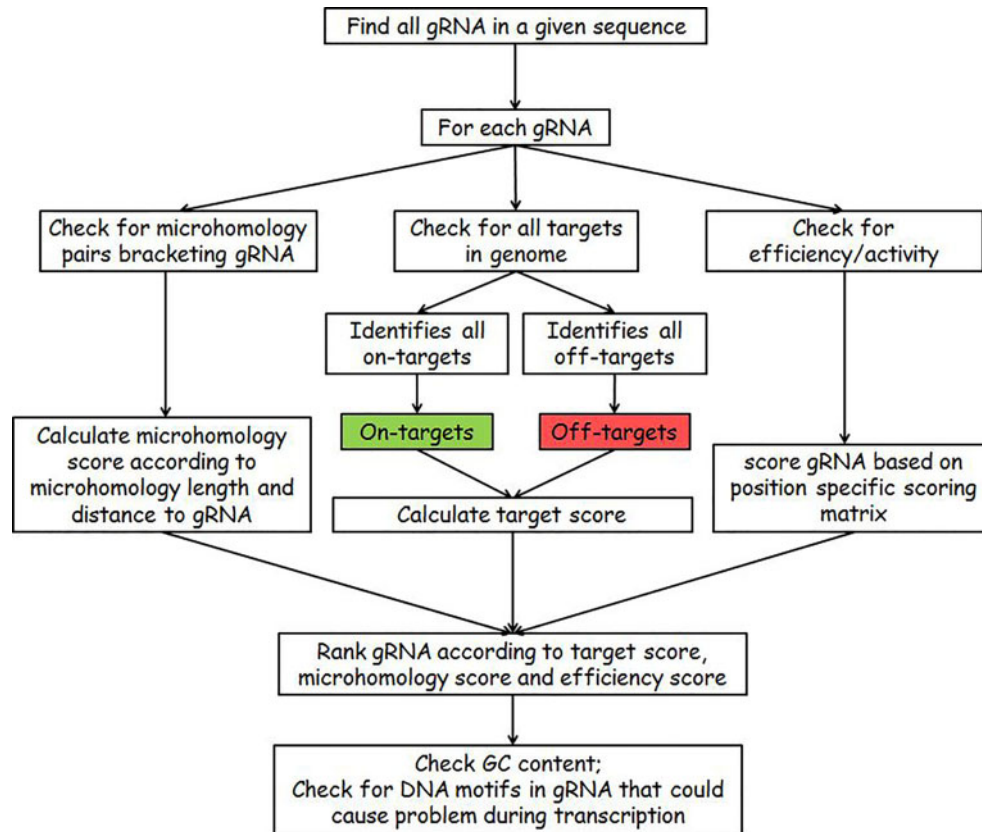 Find all gRNA in a given sequence
For each gRNA
Check for microhomology
pairs bracketing gRNA
Check for all targets
in genome
Check for
efficiency/activity
Identifies all
on-targets
Identifies all
off-targets
On-targets
Off-targets
Calculate microhomology
score according to
microhomology length and
distance to gRNA
Calculate target score
score gRNA based on
position specific scoring
matrix
Rank gRNA according to target score,
microhomology score and efficiency score
Check GC content;
Check for DNA motifs in gRNA that could
cause problem during transcription